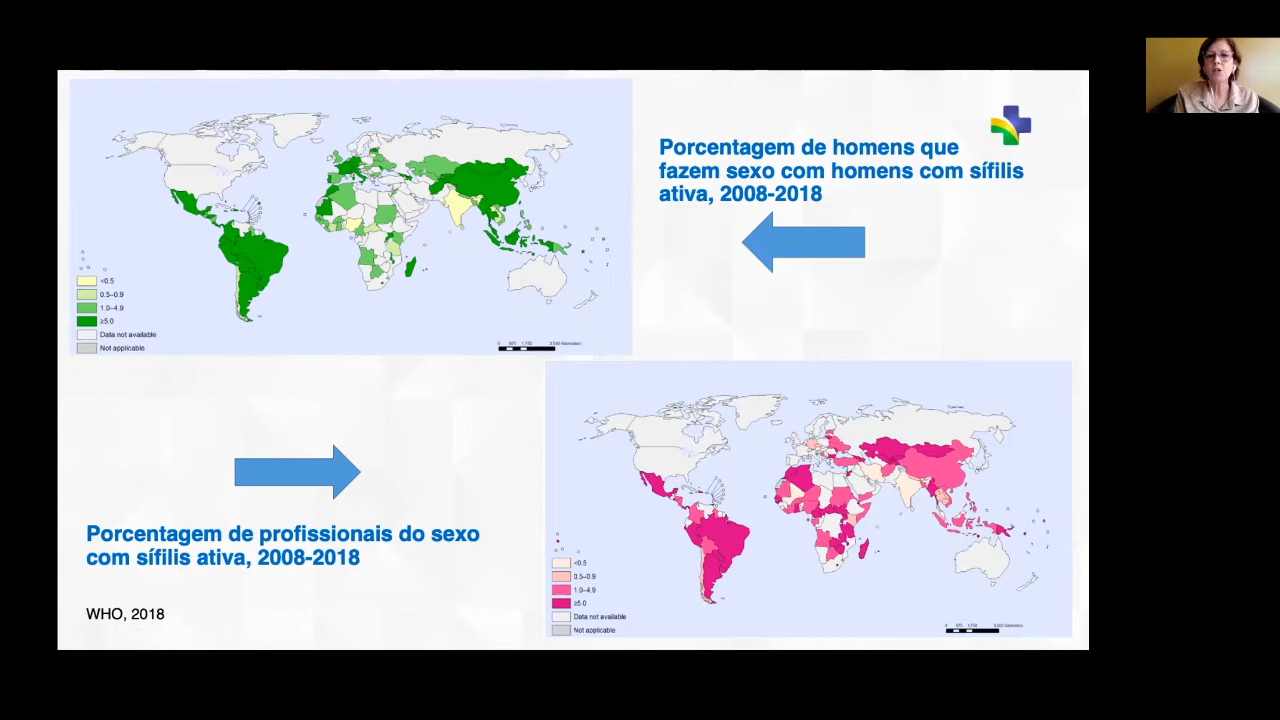 Porcentagem de homens que
fazem sexo com homens com sífilis
ativa, 2008-2018
<0.5
0.5–0.9
1.0–4.9
≥5.0
Data not available
Not applicable
Porcentagem de profissionais do sexo
com sífilis ativa, 2008-2018
WHO, 2018
<0.5
0.5–0.9
1.0–4.9
≥5.0
Data not available
Not applicable